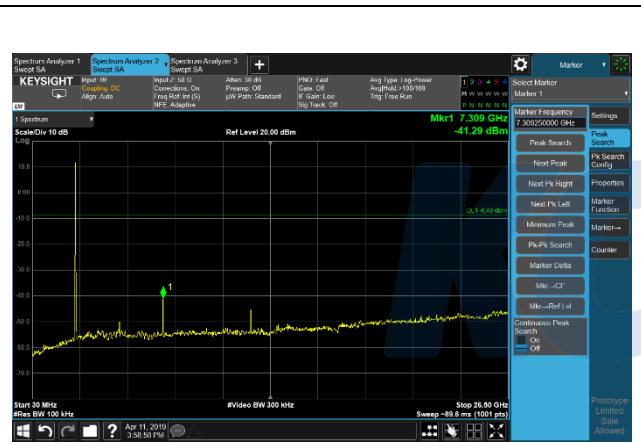 Spectrum Analyzer 1
Swept SA
Spectrum Analyzer 2
Swept SA
Spectrum Analyzer 3
Swept SA
+
Marker
KEYSIGHT
Input: RF
Coupling: DC
Align: Auto
Input Z: 50 Ω
Corrections: On
Freq Ref: Int (S)
NFE: Adaptive
Atten: 30 dB
Preamp: Off
µW Path: Standard
PNO: Fast
Gate: Off
IF Gain: Low
Sig Track: Off
Avg Type: Log-Power
Avg|Hold:>100/100
Trig: Free Run
1 2 3 4 5 6
M W W W W W
P N N N N N
LXI
Select Marker
Marker 1
1 Spectrum
Scale/Div 10 dB
Log
Ref Level 20.00 dBm
Mkr1 7.309 GHz
-41.29 dBm
10.0
0.00
-10.0
-20.0
-30.0
-40.0
-50.0
-60.0
-70.0
DL1 -8.49 dBm
1
Start 30 MHz
#Res BW 100 kHz
#Video BW 300 kHz
Stop 26.50 GHz
Sweep ~89.6 ms (1001 pts)
Marker Frequency
7.309250000 GHz
Peak Search
Next Peak
Next Pk Right
Next Pk Left
Minimum Peak
Pk-Pk Search
Marker Delta
Mkr→CF
Mkr→Ref Lvl
Continuous Peak
Search
On
Off
Settings
Peak
Search
Pk Search
Config
Properties
Marker
Function
Marker→
Counter
Prototype
Limited
Sale
Allowed
?
Apr 11, 2019
3:58:58 PM